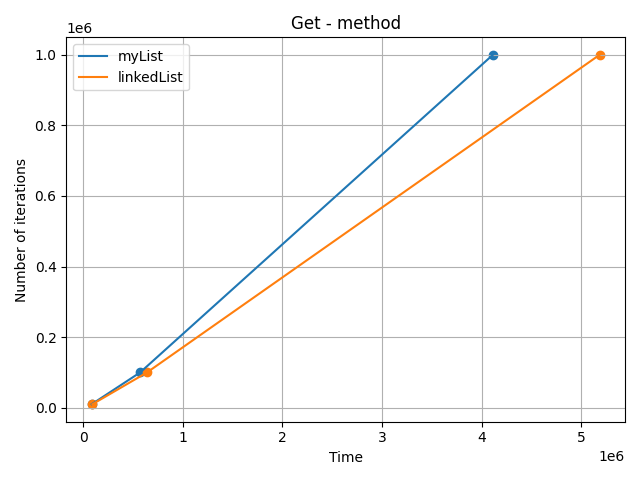 Get - method
1e6
myList
linkedList
1.0
0.8
0.6
0.4
0.2
0.0
Number of iterations
0 1 2 3 4 5
Time
1e6